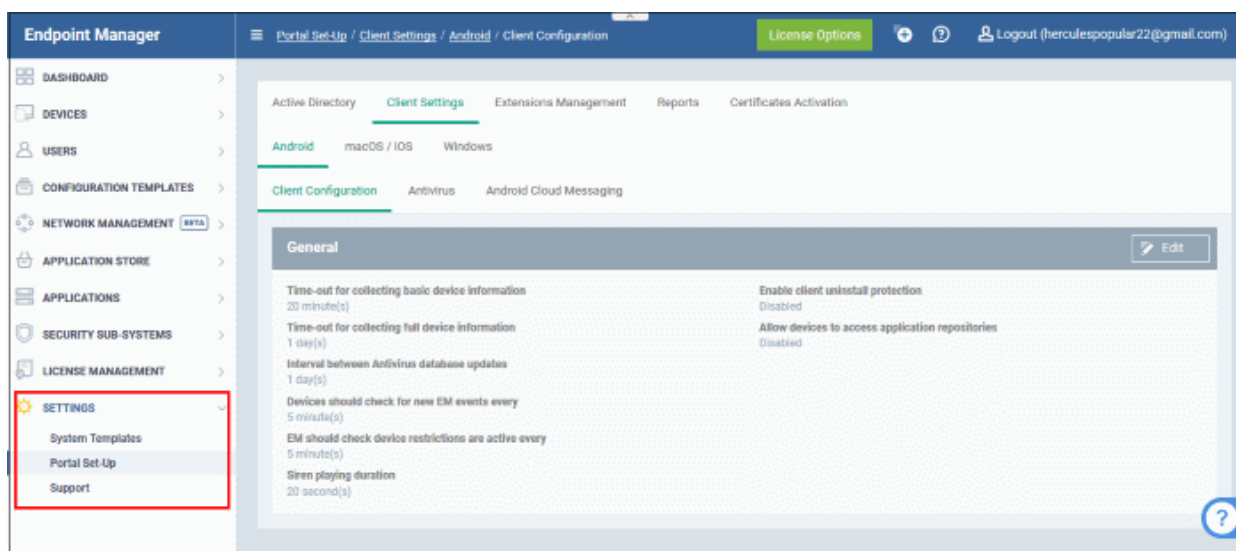 Endpoint Manager
Portal Set-Up / Client Settings / Android / Client Configuration
License Options
Logout (herculespopular22@gmail.com)
DASHBOARD
DEVICES
USERS
CONFIGURATION TEMPLATES
NETWORK MANAGEMENT BETA
APPLICATION STORE
APPLICATIONS
SECURITY SUB-SYSTEMS
LICENSE MANAGEMENT
SETTINGS
System Templates
Portal Set-Up
Support
Active Directory Client Settings Extensions Management Reports Certificates Activation
Android macOS / iOS Windows
Client Configuration Antivirus Android Cloud Messaging
General
Edit
Time-out for collecting basic device information
20 minute(s)
Time-out for collecting full device information
1 day(s)
Interval between Antivirus database updates
1 day(s)
Devices should check for new EM events every
5 minute(s)
EM should check device restrictions are active every
5 minute(s)
Siren playing duration
20 second(s)
Enable client uninstall protection
Disabled
Allow devices to access application repositories
Disabled
?